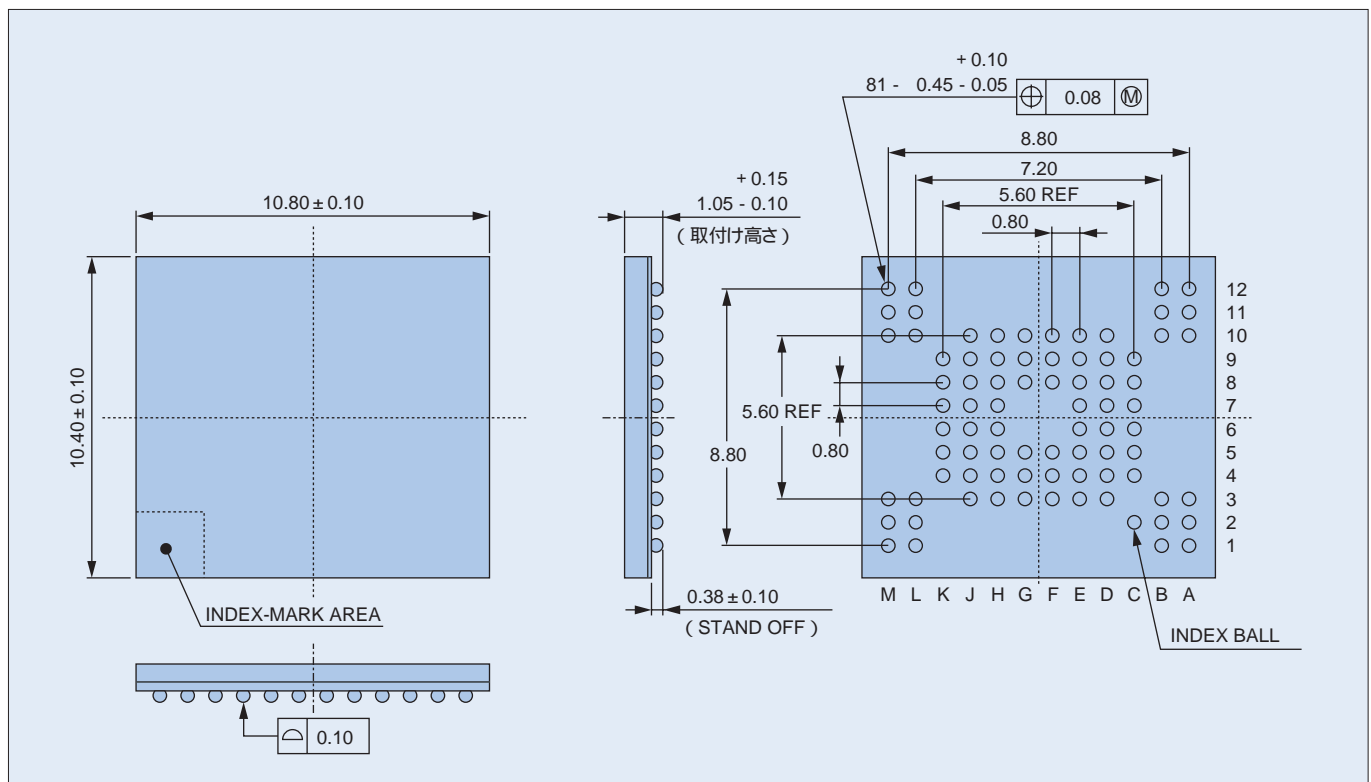 + 0.10
81 - 0.45 - 0.05
0.08 Ⓜ
8.80
7.20
5.60 REF
0.80
+ 0.15
1.05 - 0.10
( 取付け高さ )
10.80 ± 0.10
10.40 ± 0.10
12
11
10
9
8
7
6
5
4
3
2
1
5.60 REF
0.80
8.80
M L K J H G F E D C B A
0.38 ± 0.10
( STAND OFF )
INDEX-MARK AREA
INDEX BALL
0.10